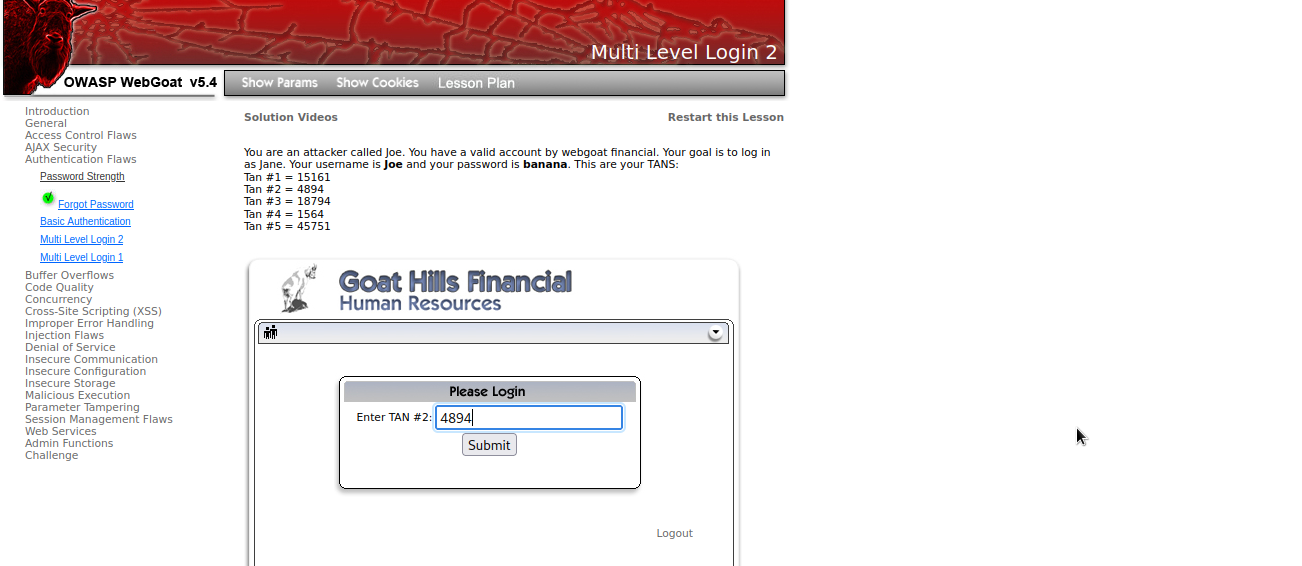 Multi Level Login 2
OWASP WebGoat v5.4
Show Params Show Cookies Lesson Plan
Introduction
General
Access Control Flaws
AJAX Security
Authentication Flaws
Password Strength
Forgot Password
Basic Authentication
Multi Level Login 2
Multi Level Login 1
Buffer Overflows
Code Quality
Concurrency
Cross-Site Scripting (XSS)
Improper Error Handling
Injection Flaws
Denial of Service
Insecure Communication
Insecure Configuration
Insecure Storage
Malicious Execution
Parameter Tampering
Session Management Flaws
Web Services
Admin Functions
Challenge
Solution Videos Restart this Lesson
You are an attacker called Joe. You have a valid account by webgoat financial. Your goal is to log in
as Jane. Your username is Joe and your password is banana. This are your TANS:
Tan #1 = 15161
Tan #2 = 4894
Tan #3 = 18794
Tan #4 = 1564
Tan #5 = 45751
Goat Hills Financial
Human Resources
Please Login
Enter TAN #2: 4894
Submit
Logout